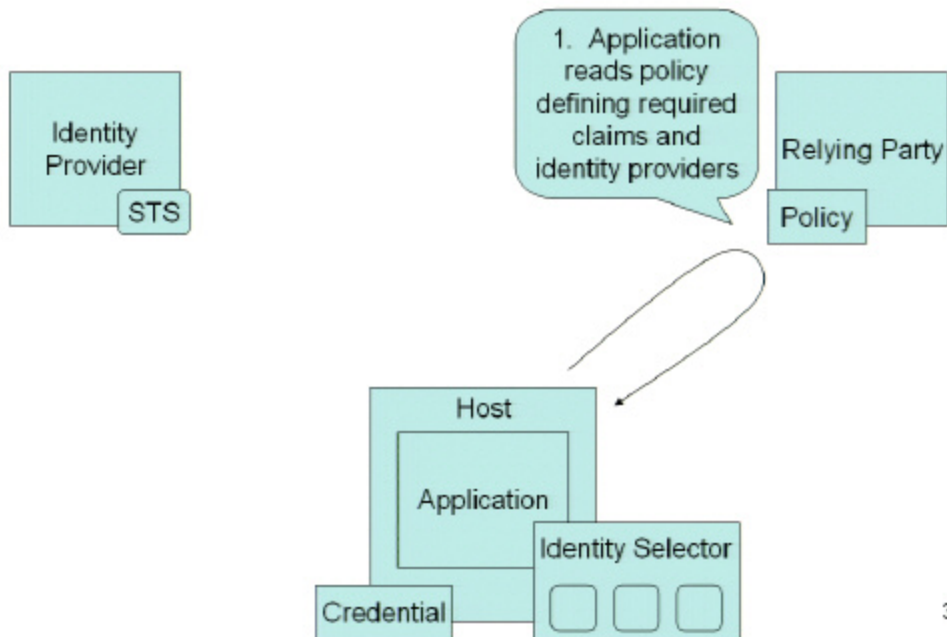 1. Application
reads policy
defining required
claims and
identity providers
Identity
Provider
STS
Relying Party
Policy
Host
Application
Identity Selector
Credential
3